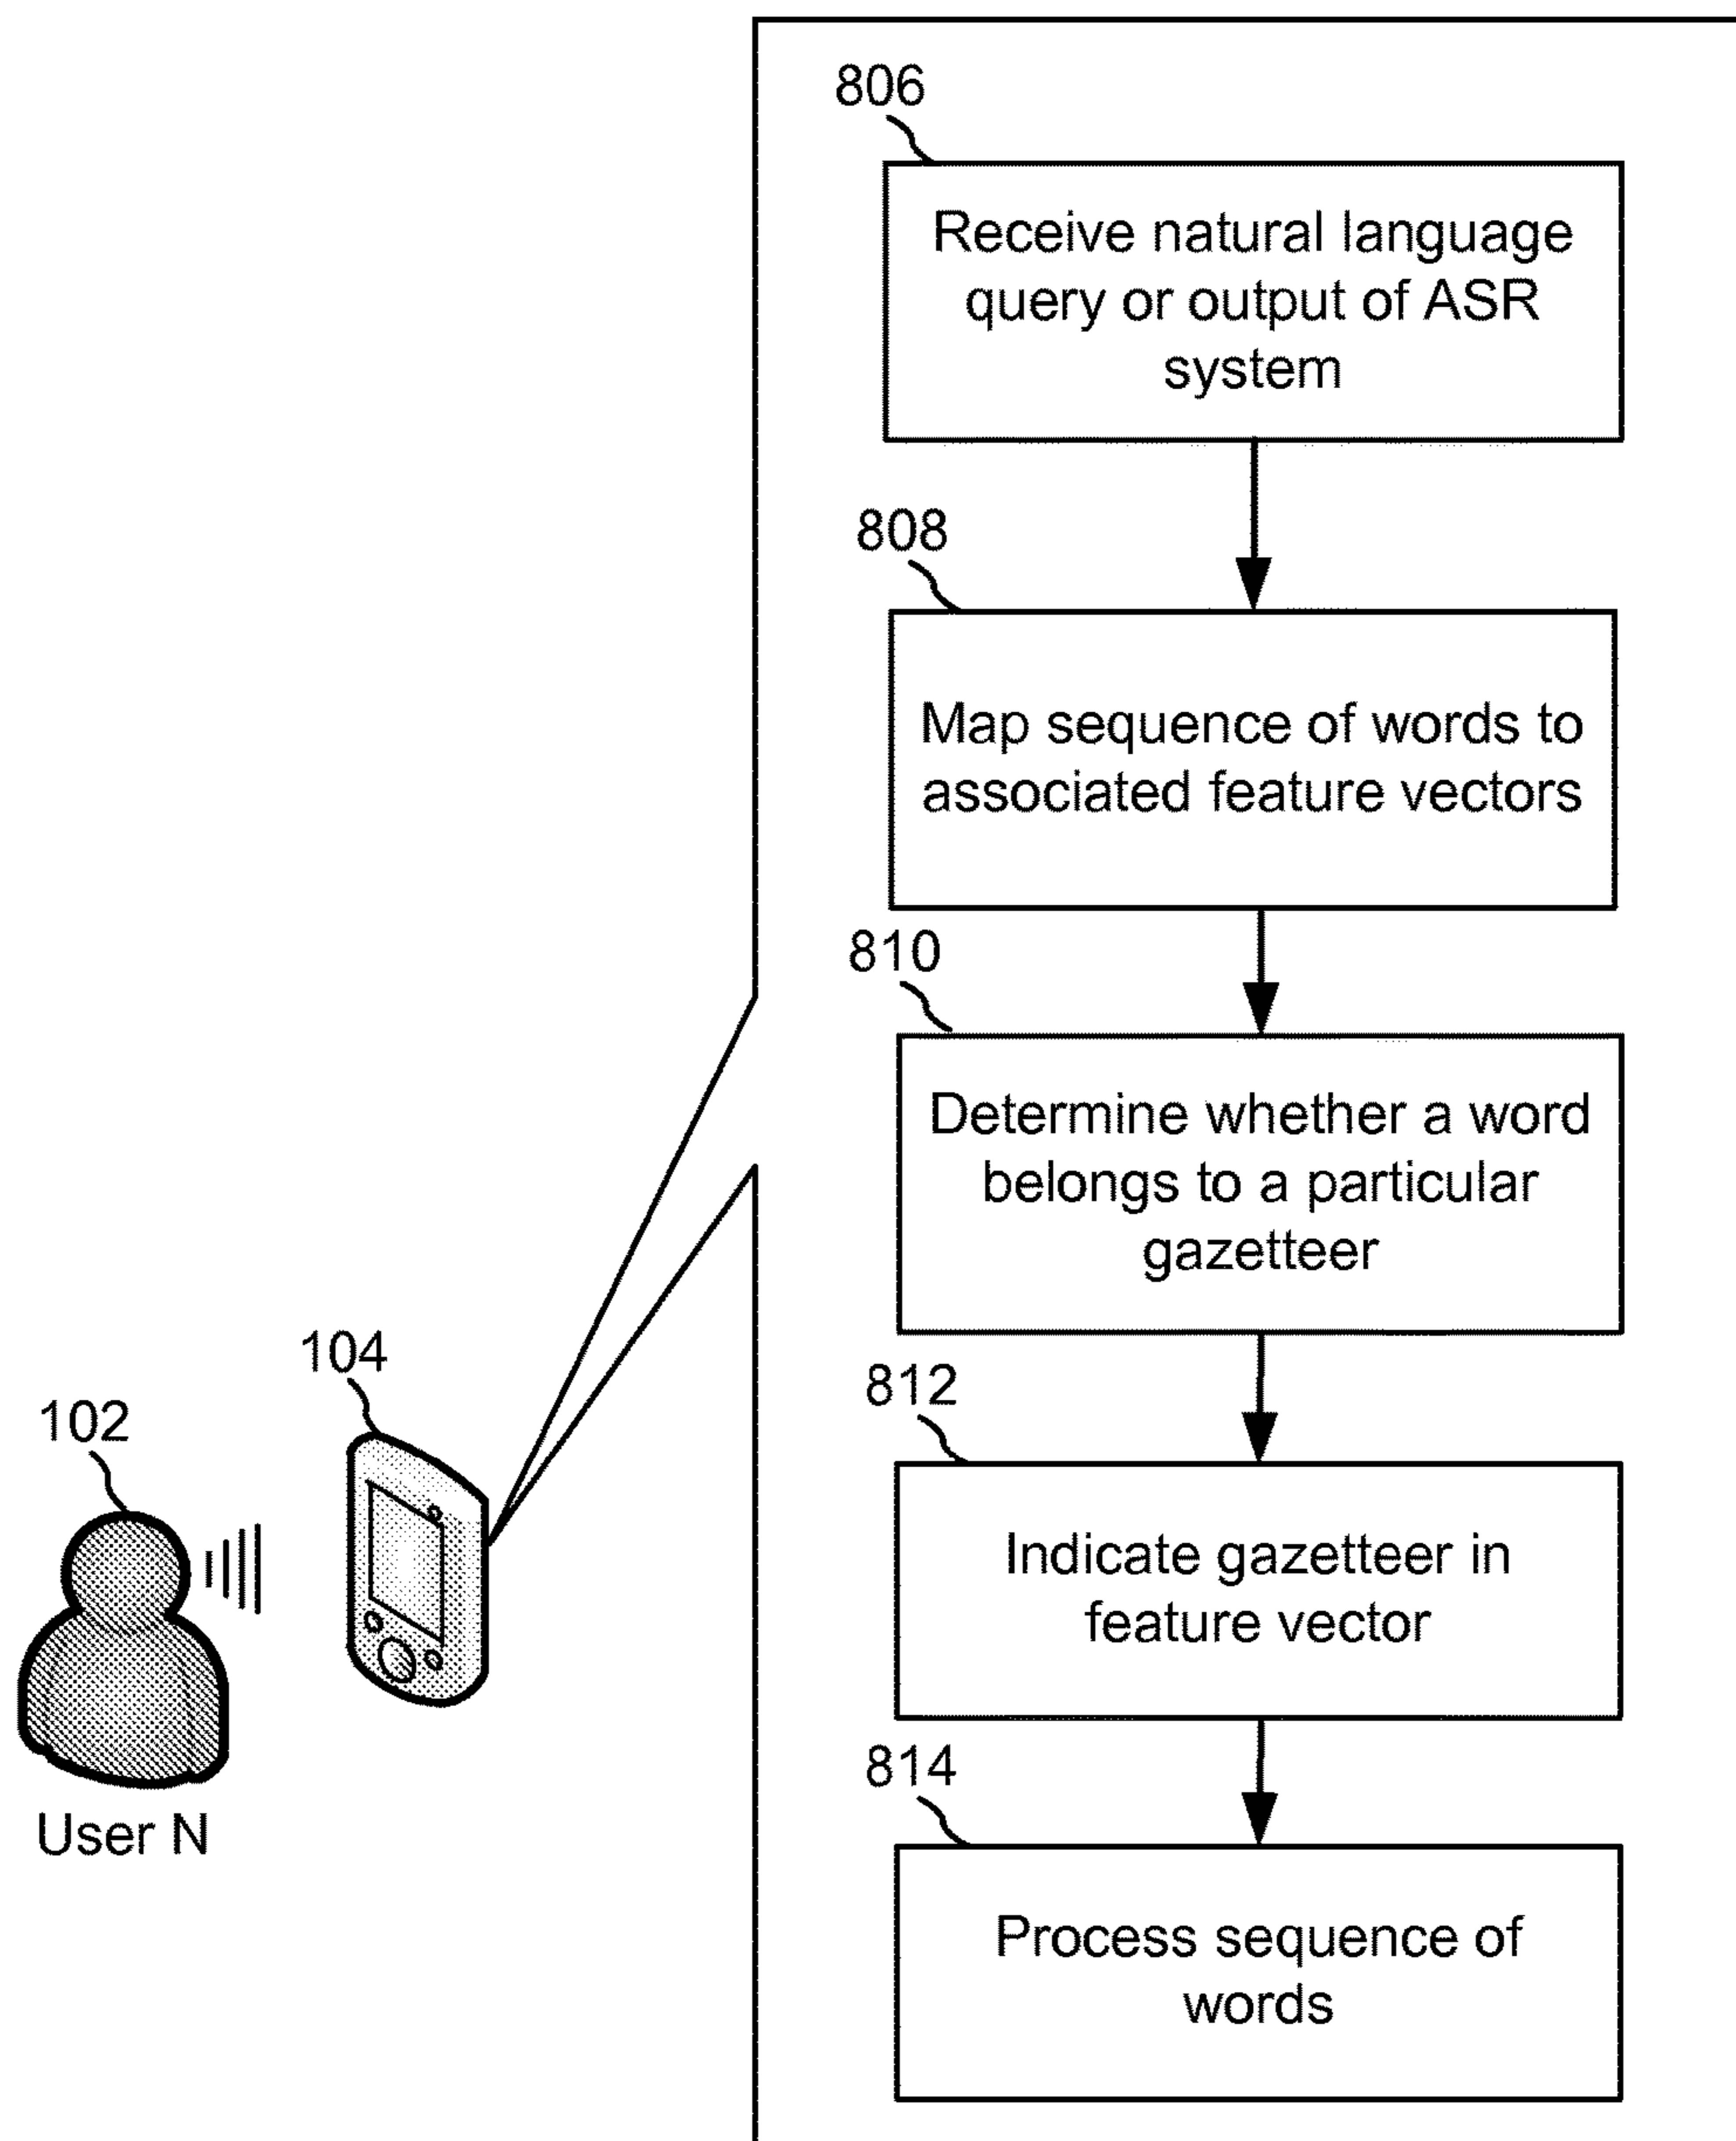 806
Receive natural language
query or output of ASR
system
808
Map sequence of words to
associated feature vectors
810
Determine whether a word
belongs to a particular
gazetteer
812
Indicate gazetteer in
feature vector
814
Process sequence of
words
104
102
User N